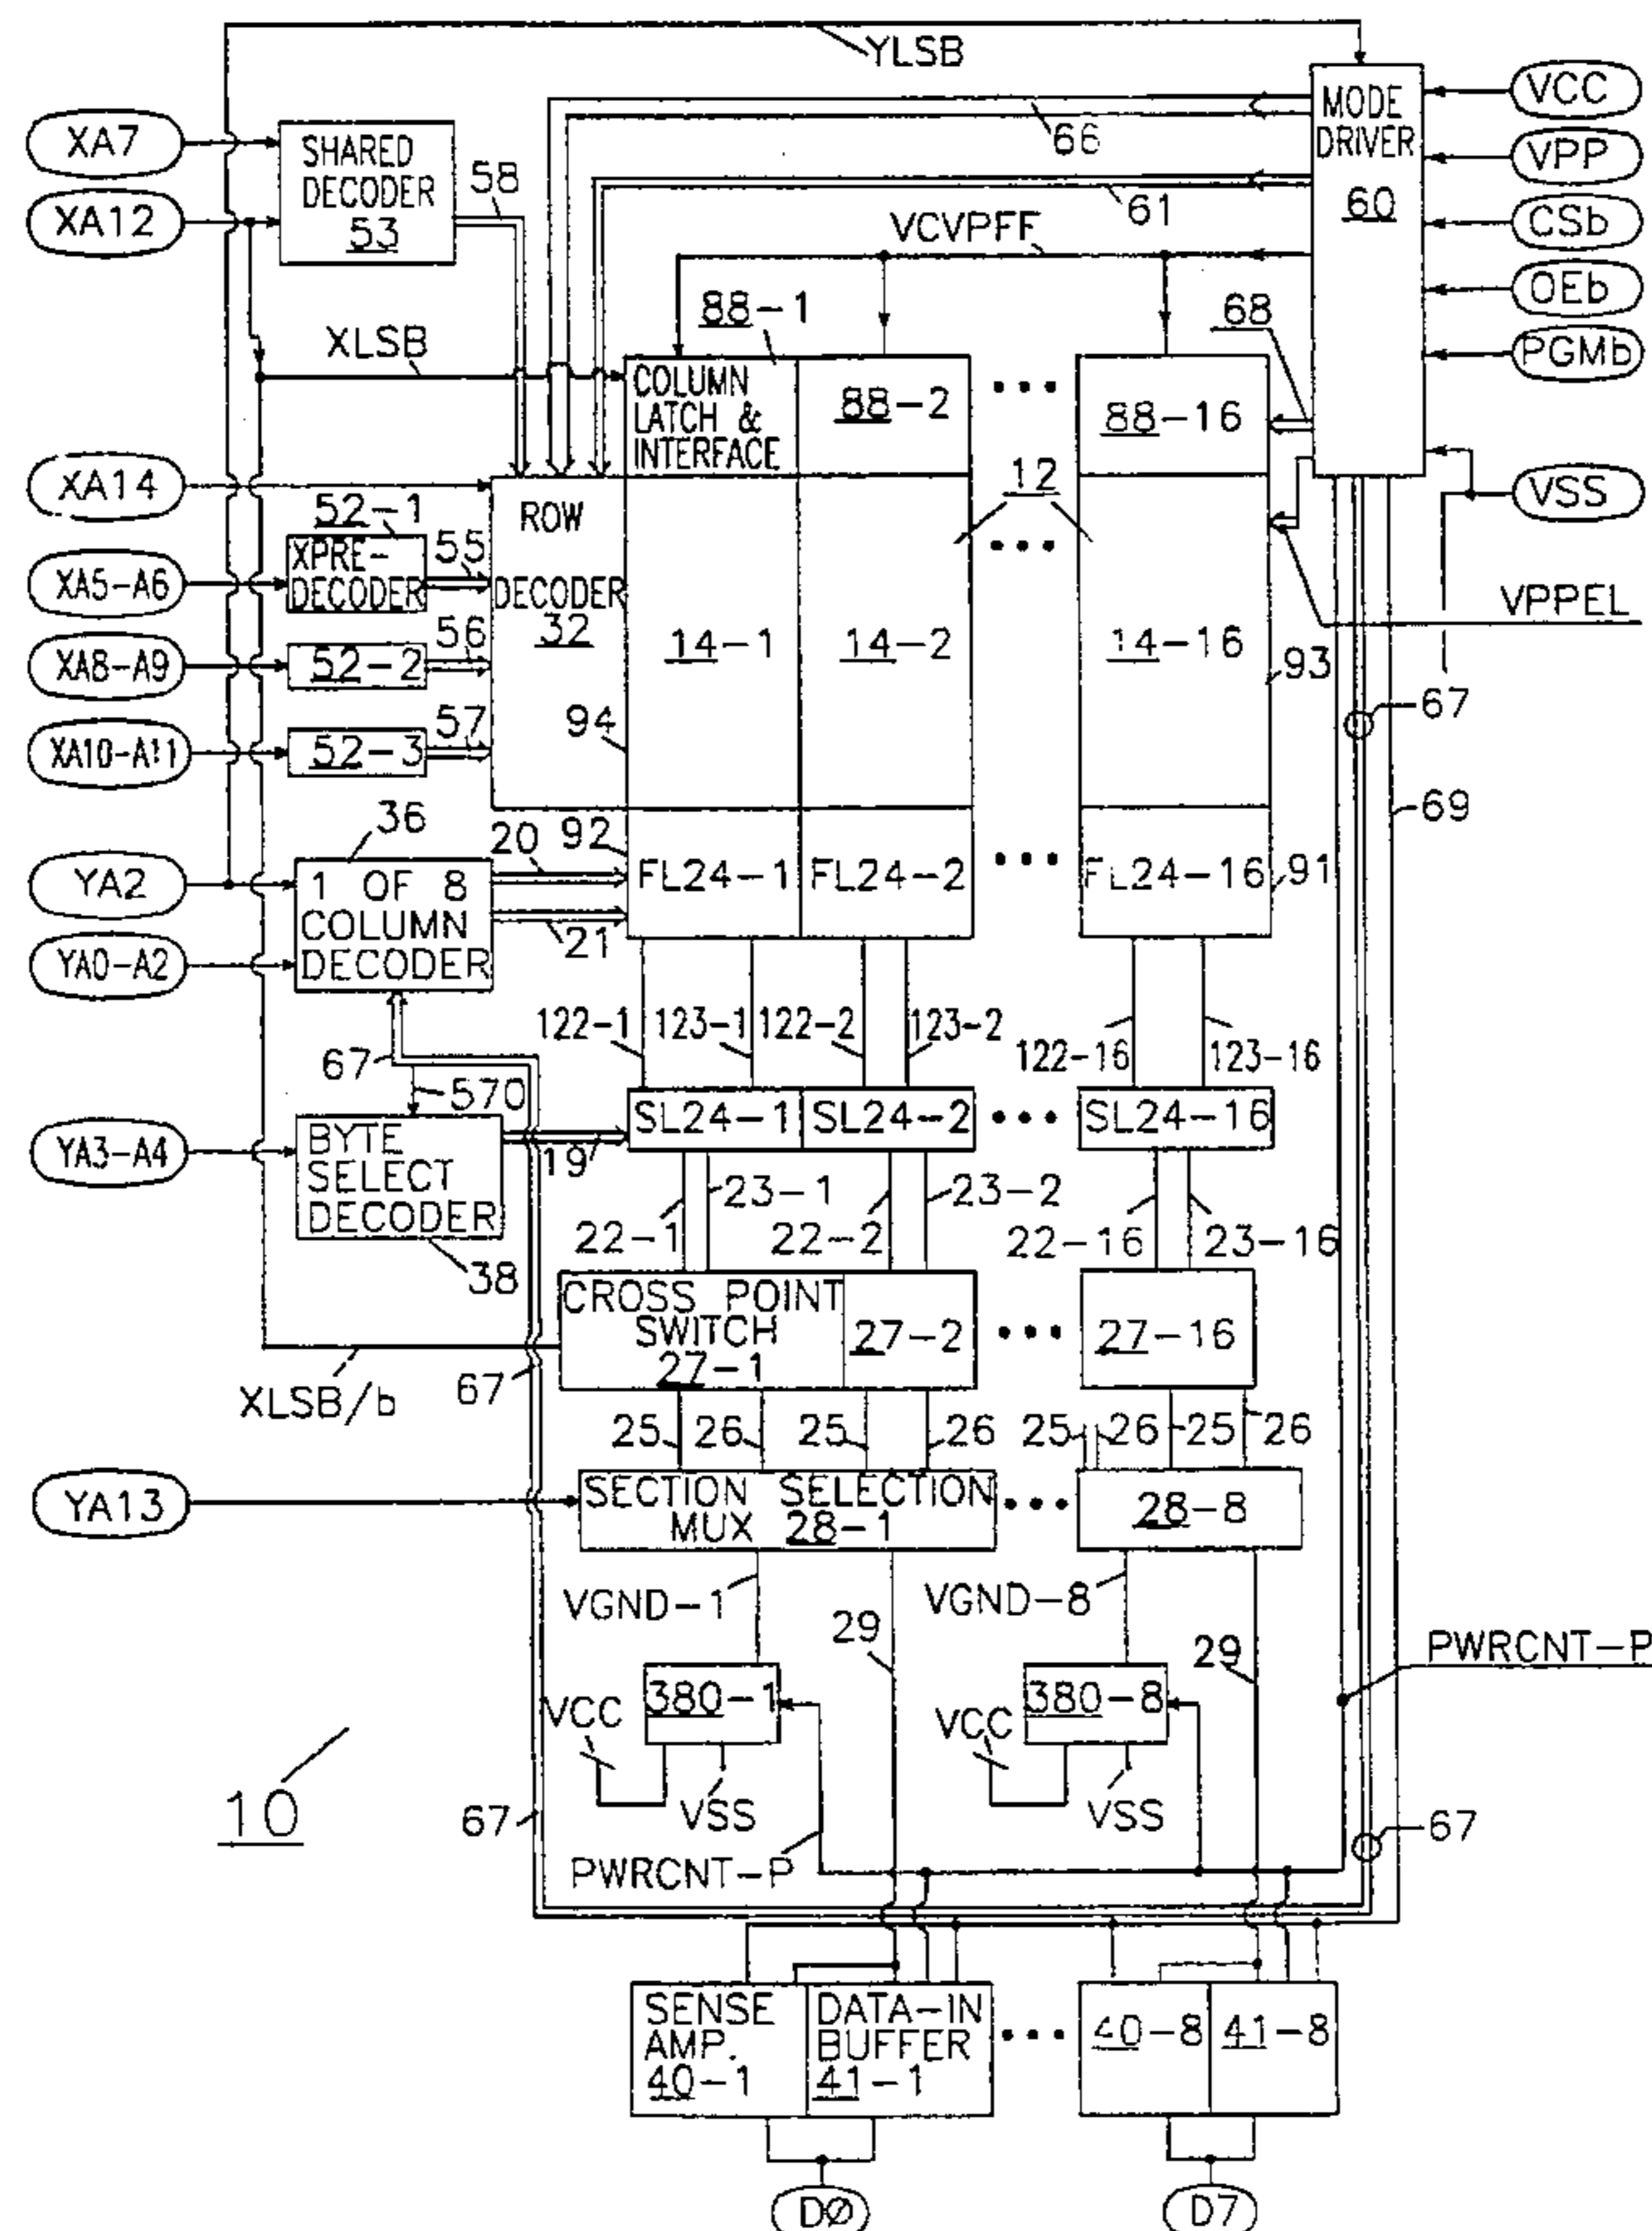 YLSB
XA7
SHARED
DECODER
53
58
66
MODE
DRIVER
60
VCC
VPP
XA12
61
VCVPFF
CSb
OEb
PGMb
XLSB
88-1
68
COLUMN
LATCH &
INTERFACE
88-2
•••
88-16
XA14
ROW
DECODER
32
12
VSS
52-1
XPRE-
DECODER
55
XA5-A6
•••
VPPEL
56
XA8-A9
52-2
14-1
14-2
14-16
93
57
94
67
XA10-A11
52-3
69
36
20
92
YA2
1 OF 8
COLUMN
DECODER
FL24-1
FL24-2
•••
FL24-16
91
21
YA0-A2
122-1
123-1
122-2
123-2
122-16
123-16
67
570
SL24-1
SL24-2
•••
SL24-16
YA3-A4
BYTE
SELECT
DECODER
19
23-1
23-2
22-1
22-2
22-16
23-16
38
CROSS POINT
SWITCH
27-1
27-2
•••
27-16
XLSB/b
67
25
26
25
26
25
26
25
26
YA13
SECTION SELECTION
MUX 28-1
•••
28-8
VGND-1
VGND-8
29
29
PWRCNT-P
380-1
380-8
VCC
VCC
10
VSS
VSS
67
67
PWRCNT-P
SENSE
AMP.
40-1
DATA-IN
BUFFER
41-1
•••
40-8
41-8
DØ
D7